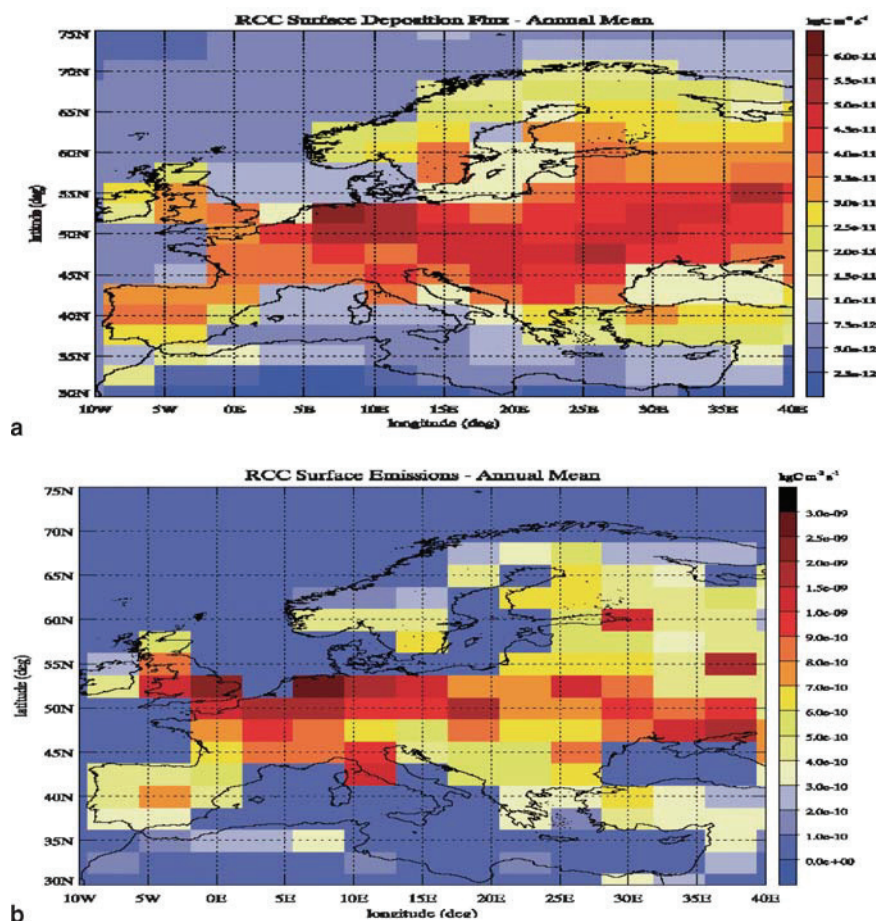 RCC Surface Deposition Flux - Annual Mean
kgC m⁻² s⁻¹
75N
70N
65N
60N
55N
50N
45N
40N
35N
30N
latitude (deg)
10W 5W 0E 5E 10E 15E 20E 25E 30E 35E 40E
longitude (deg)
6.0e-11
5.5e-11
5.0e-11
4.5e-11
4.0e-11
3.5e-11
3.0e-11
2.5e-11
2.0e-11
1.5e-11
1.0e-11
7.5e-12
5.0e-12
2.5e-12
a
RCC Surface Emissions - Annual Mean
kgC m⁻² s⁻¹
75N
70N
65N
60N
55N
50N
45N
40N
35N
30N
latitude (deg)
10W 5W 0E 5E 10E 15E 20E 25E 30E 35E 40E
longitude (deg)
3.0e-09
2.5e-09
2.0e-09
1.5e-09
1.0e-09
9.0e-10
8.0e-10
7.0e-10
6.0e-10
5.0e-10
4.0e-10
3.0e-10
2.0e-10
1.0e-10
0.0e+00
b